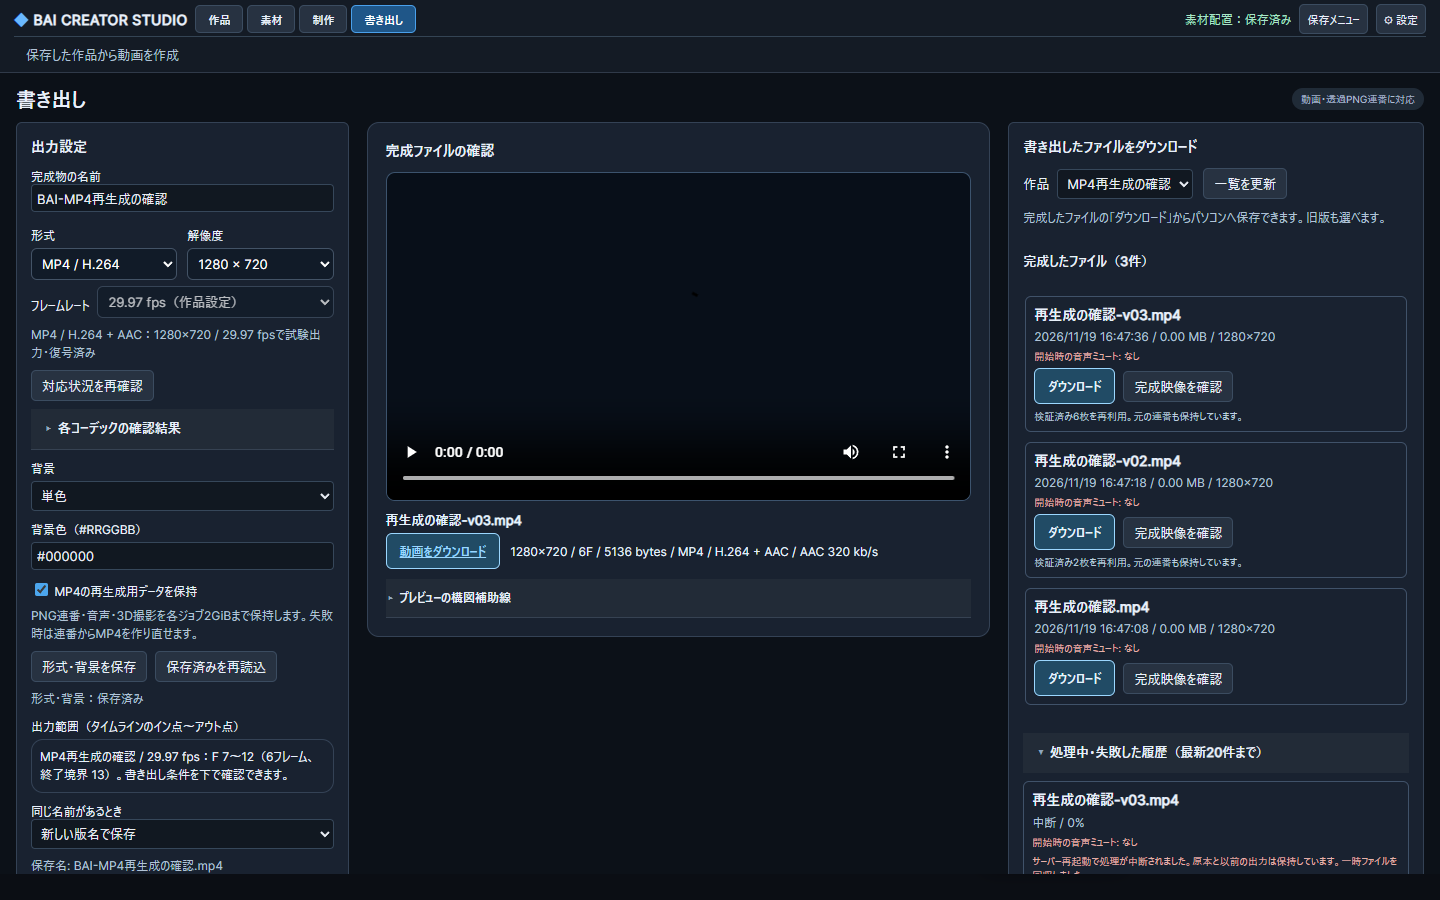 BAI CREATOR STUDIO
作品
素材
制作
書き出し
素材配置：保存済み
保存メニュー
⚙ 設定
保存した作品から動画を作成
書き出し
動画・透過PNG連番に対応
出力設定
完成物の名前
BAI-MP4再生成の確認
形式
解像度
MP4 / H.264
1280 × 720
フレームレート
29.97 fps（作品設定）
MP4 / H.264 + AAC：1280×720 / 29.97 fpsで試験出
力・復号済み
対応状況を再確認
各コーデックの確認結果
背景
単色
背景色（#RRGGBB）
#000000
MP4の再生成用データを保持
PNG連番・音声・3D撮影を各ジョブ2GiBまで保持します。失敗
時は連番からMP4を作り直せます。
形式・背景を保存
保存済みを再読込
形式・背景：保存済み
出力範囲（タイムラインのイン点〜アウト点）
MP4再生成の確認 / 29.97 fps：F 7〜12（6フレーム、
終了境界 13）。書き出し条件を下で確認できます。
同じ名前があるとき
新しい版名で保存
保存名: BAI-MP4再生成の確認.mp4
完成ファイルの確認
0:00 / 0:00
再生成の確認-v03.mp4
動画をダウンロード
1280×720 / 6F / 5136 bytes / MP4 / H.264 + AAC / AAC 320 kb/s
プレビューの構図補助線
書き出したファイルをダウンロード
作品
MP4再生成の確認
一覧を更新
完成したファイルの「ダウンロード」からパソコンへ保存できます。旧版も選べます。
完成したファイル（3件）
再生成の確認-v03.mp4
2026/11/19 16:47:36 / 0.00 MB / 1280×720
開始時の音声ミュート: なし
ダウンロード
完成映像を確認
検証済み6枚を再利用。元の連番も保持しています。
再生成の確認-v02.mp4
2026/11/19 16:47:18 / 0.00 MB / 1280×720
開始時の音声ミュート: なし
ダウンロード
完成映像を確認
検証済み2枚を再利用。元の連番も保持しています。
再生成の確認.mp4
2026/11/19 16:47:08 / 0.00 MB / 1280×720
開始時の音声ミュート: なし
ダウンロード
完成映像を確認
処理中・失敗した履歴（最新20件まで）
再生成の確認-v03.mp4
中断 / 0%
開始時の音声ミュート: なし
サーバー再起動で処理が中断されました。原本と以前の出力は保持しています。一時ファイルを